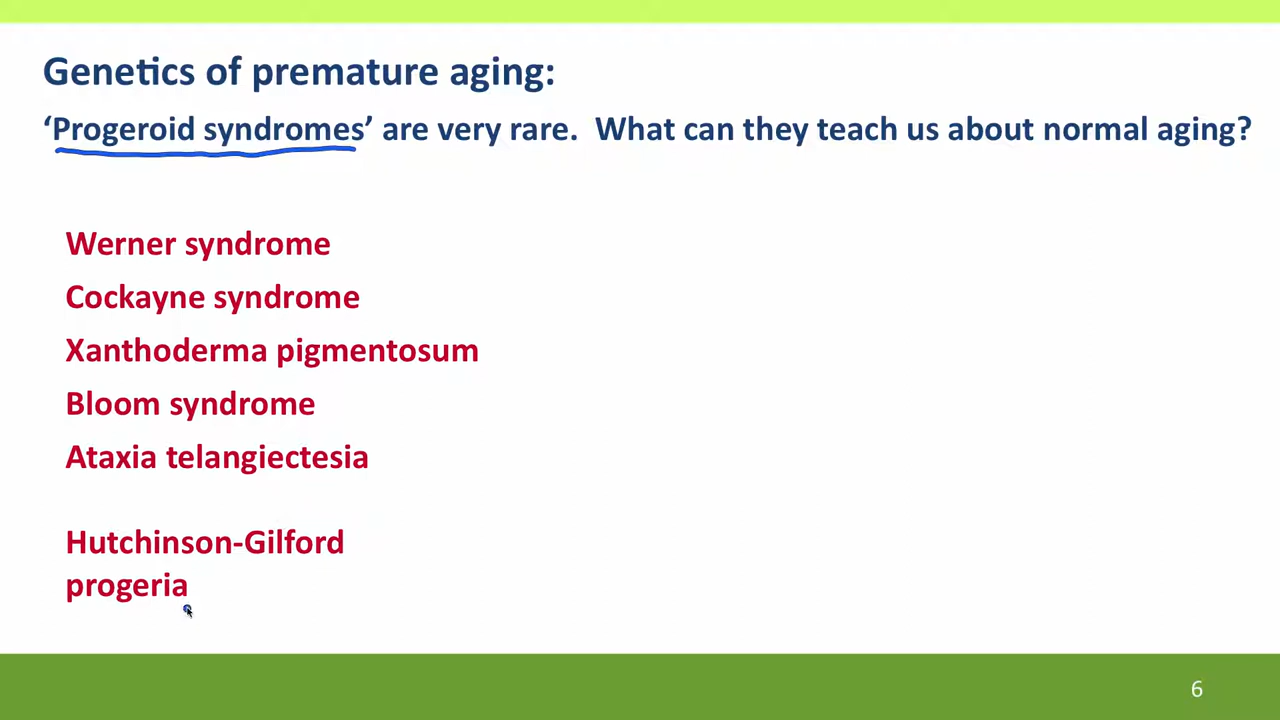 Genetics of premature aging:
‘Progeroid syndromes’ are very rare.  What can they teach us about normal aging?
Werner syndrome
Cockayne syndrome
Xanthoderma pigmentosum
Bloom syndrome
Ataxia telangiectesia
Hutchinson-Gilford
progeria
6